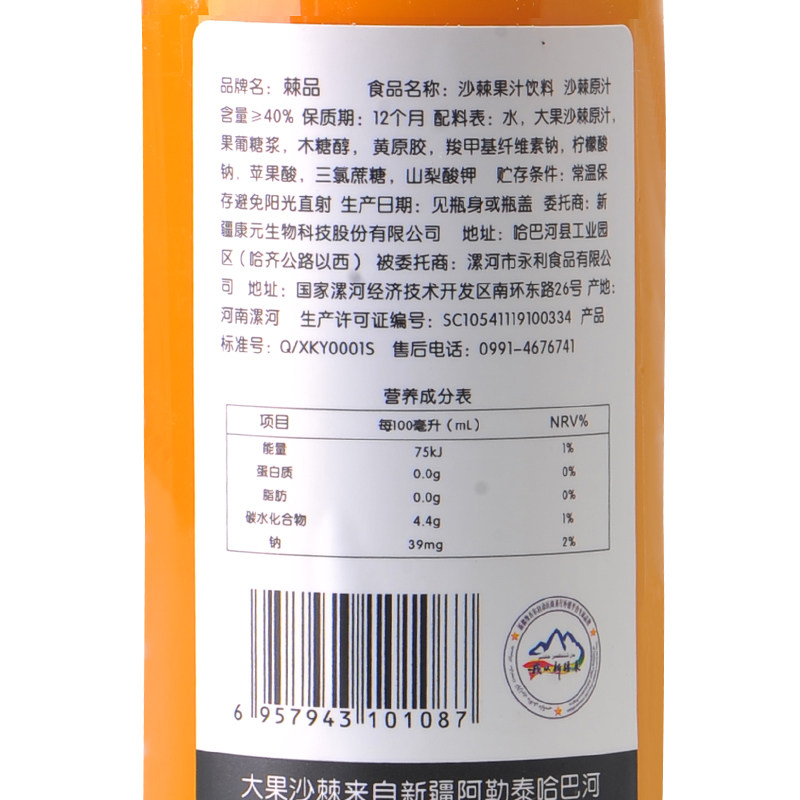 品牌名：棘品 食品名称：沙棘果汁饮料 沙棘原汁
含量≥40% 保质期：12个月 配料表：水，大果沙棘原汁，
果葡糖浆，木糖醇，黄原胶，羧甲基纤维素钠，柠檬酸
钠，苹果酸，三氯蔗糖，山梨酸钾 贮存条件：常温保
存避免阳光直射 生产日期：见瓶身或瓶盖 委托商：新
疆康元生物科技股份有限公司 地址：哈巴河县工业园
区（哈齐公路以西）被委托商：漯河市永利食品有限公
司 地址：国家漯河经济技术开发区南环东路26号 产地：
河南漯河 生产许可证编号：SC10541119100334 产品
标准号：Q/XKY0001S 售后电话：0991-4676741
营养成分表
项目 每100毫升（mL） NRV%
能量 75kJ 1%
蛋白质 0.0g 0%
脂肪 0.0g 0%
碳水化合物 4.4g 1%
钠 39mg 2%
6 957943 101087
大果沙棘来自新疆阿勒泰哈巴河